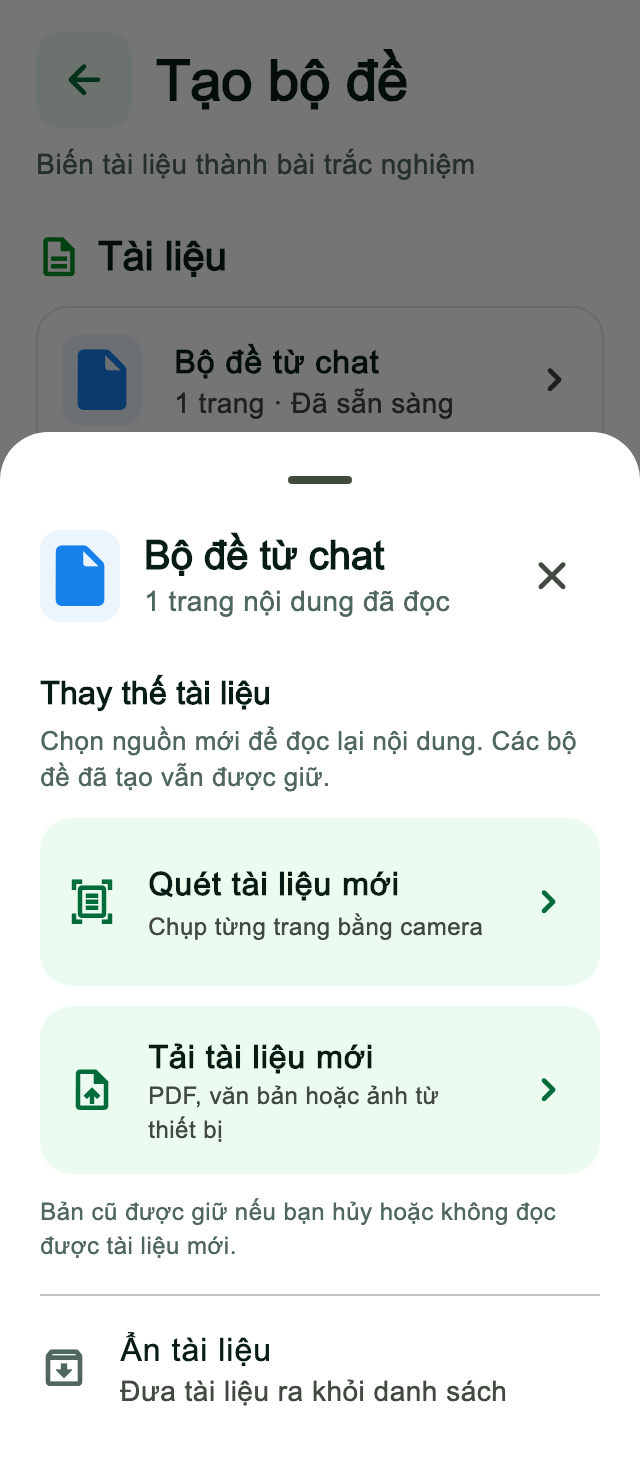 Tạo bộ đề
Biến tài liệu thành bài trắc nghiệm
Tài liệu
Bộ đề từ chat
1 trang · Đã sẵn sàng
Bộ đề từ chat
1 trang nội dung đã đọc
Thay thế tài liệu
Chọn nguồn mới để đọc lại nội dung. Các bộ
đề đã tạo vẫn được giữ.
Quét tài liệu mới
Chụp từng trang bằng camera
Tải tài liệu mới
PDF, văn bản hoặc ảnh từ
thiết bị
Bản cũ được giữ nếu bạn hủy hoặc không đọc
được tài liệu mới.
Ẩn tài liệu
Đưa tài liệu ra khỏi danh sách